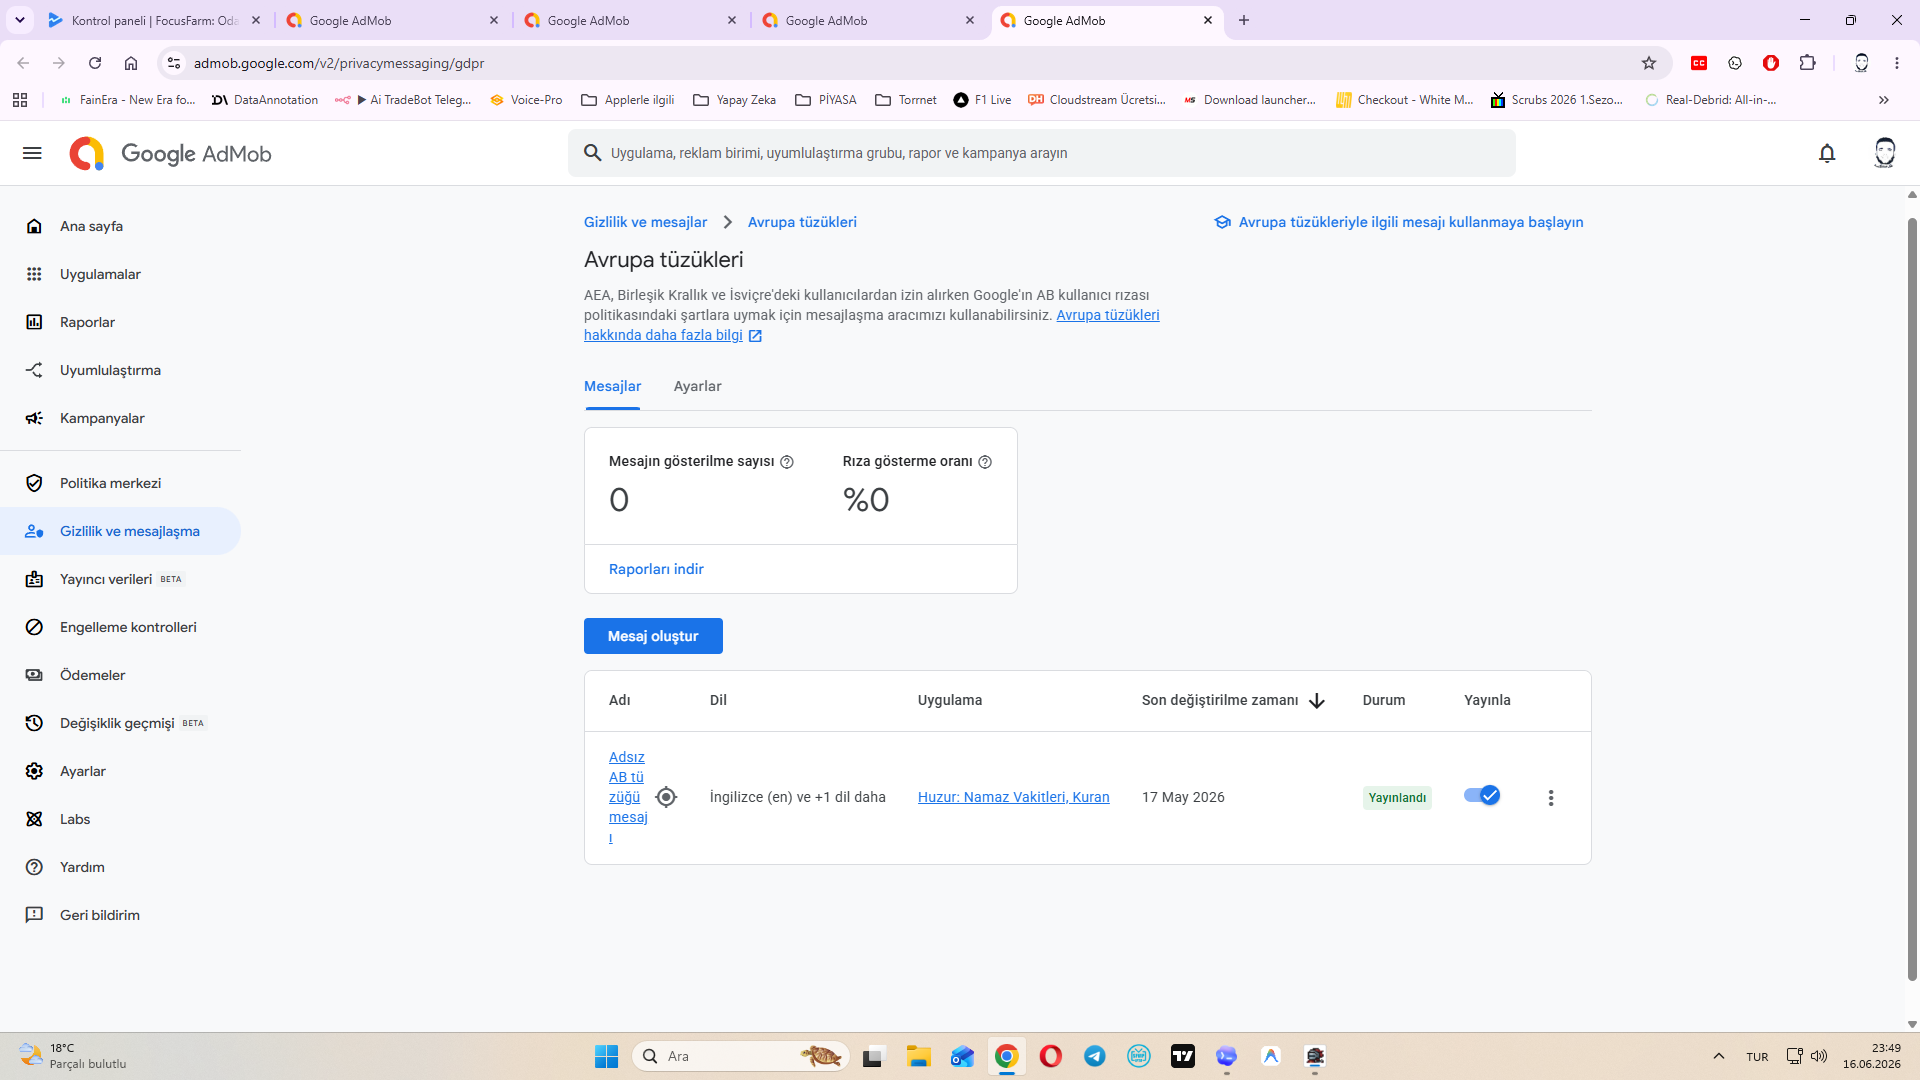 Kontrol paneli | FocusFarm: Oda
Google AdMob
Google AdMob
Google AdMob
Google AdMob
admob.google.com/v2/privacymessaging/gdpr
FainEra - New Era fo...
DataAnnotation
Ai TradeBot Teleg...
Voice-Pro
Applerle ilgili
Yapay Zeka
PİYASA
Torrnet
F1 Live
Cloudstream Ücretsi...
Download launcher...
Checkout - White M...
Scrubs 2026 1.Sezo...
Real-Debrid: All-in-...
Google AdMob
Uygulama, reklam birimi, uyumlulaştırma grubu, rapor ve kampanya arayın
Ana sayfa
Uygulamalar
Raporlar
Uyumlulaştırma
Kampanyalar
Politika merkezi
Gizlilik ve mesajlaşma
Yayıncı verileri BETA
Engelleme kontrolleri
Ödemeler
Değişiklik geçmişi BETA
Ayarlar
Labs
Yardım
Geri bildirim
Gizlilik ve mesajlar > Avrupa tüzükleri
Avrupa tüzükleriyle ilgili mesajı kullanmaya başlayın
Avrupa tüzükleri
AEA, Birleşik Krallık ve İsviçre'deki kullanıcılardan izin alırken Google'ın AB kullanıcı rızası
politikasındaki şartlara uymak için mesajlaşma aracımızı kullanabilirsiniz. Avrupa tüzükleri
hakkında daha fazla bilgi
Mesajlar
Ayarlar
Mesajın gösterilme sayısı
0
Rıza gösterme oranı
%0
Raporları indir
Mesaj oluştur
Adı
Dil
Uygulama
Son değiştirilme zamanı
Durum
Yayınla
Adsız
AB tü
züğü
mesaj
ı
İngilizce (en) ve +1 dil daha
Huzur: Namaz Vakitleri, Kuran
17 May 2026
Yayınlandı
18°C
Parçalı bulutlu
Ara
TUR
23:49
16.06.2026